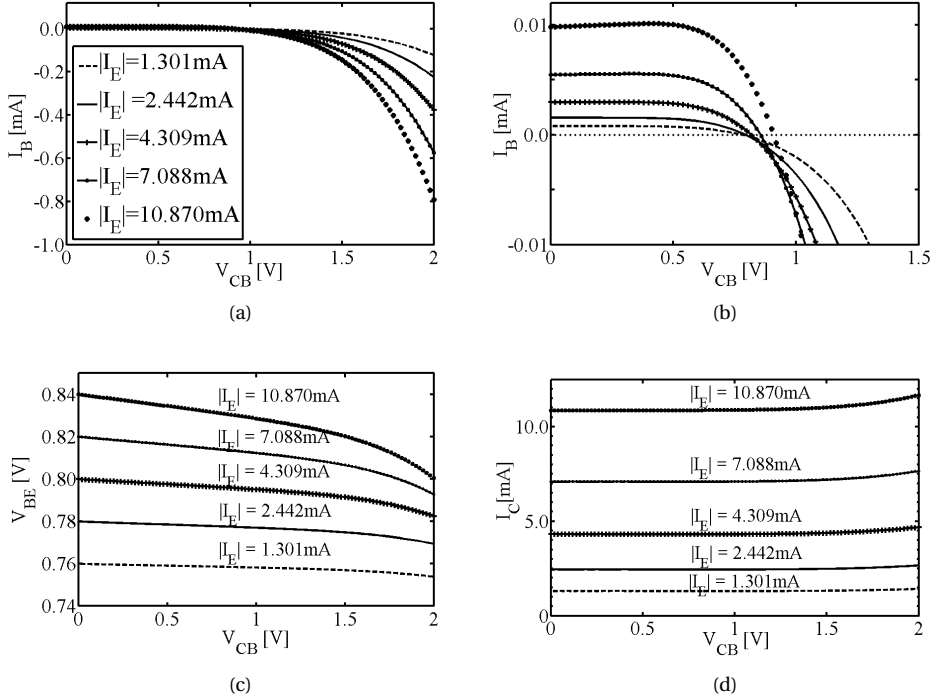 0.0
-0.2
-0.4
-0.6
-0.8
-1.0
I_B [mA]
|I_E|=1.301mA
|I_E| =2.442mA
|I_E|=4.309mA
|I_E|=7.088mA
|I_E|=10.870mA
0 0.5 1 1.5 2
V_CB [V]
(a)
0.01
0.0
-0.01
I_B [mA]
0 0.5 1 1.5
V_CB [V]
(b)
0.84
0.82
0.80
0.78
0.76
0.74
V_BE [V]
|I_E| = 10.870mA
|I_E| = 7.088mA
|I_E| = 4.309mA
|I_E| = 2.442mA
|I_E| = 1.301mA
0 0.5 1 1.5 2
V_CB [V]
(c)
10.0
5.0
0
I_C[mA]
|I_E| = 10.870mA
|I_E| = 7.088mA
|I_E| = 4.309mA
|I_E| = 2.442mA
|I_E| = 1.301mA
0 0.5 1 1.5 2
V_CB [V]
(d)